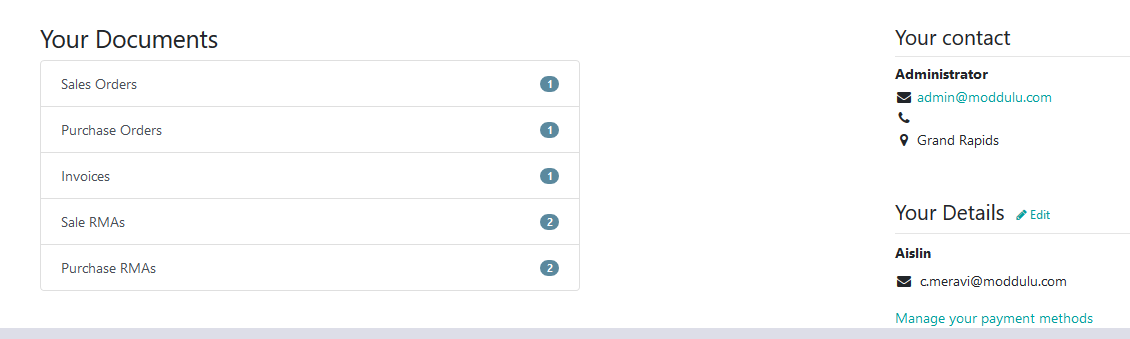 Your Documents
Sales Orders 1
Purchase Orders 1
Invoices 1
Sale RMAs 2
Purchase RMAs 2
Your contact
Administrator
admin@moddulu.com
Grand Rapids
Your Details Edit
Aislin
c.meravi@moddulu.com
Manage your payment methods